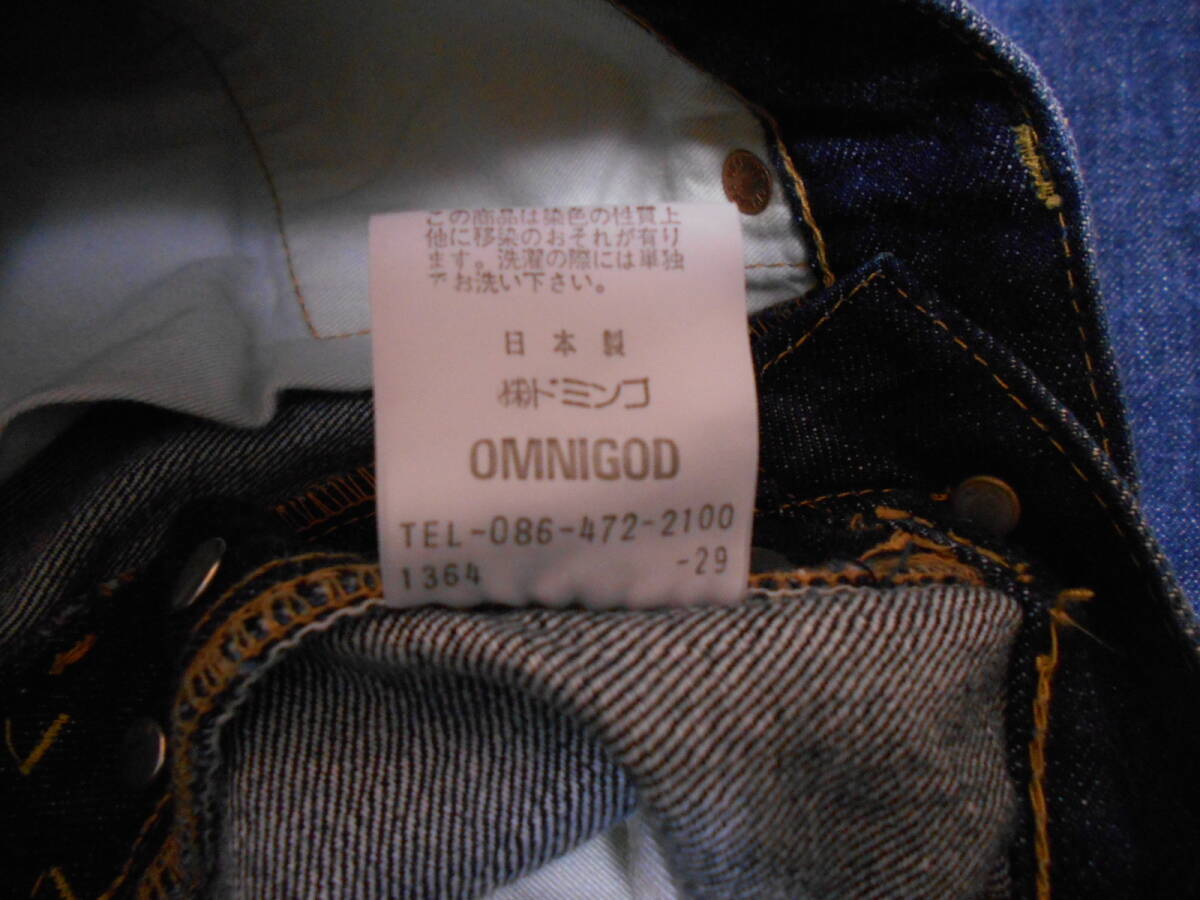 この商品は染色の性質上
他に移染のおそれが有り
ます。洗濯の際には単独
でお洗い下さい。
日本製
㈱ドミンゴ
OMNIGOD
TEL-086-472-2100
1364 -29